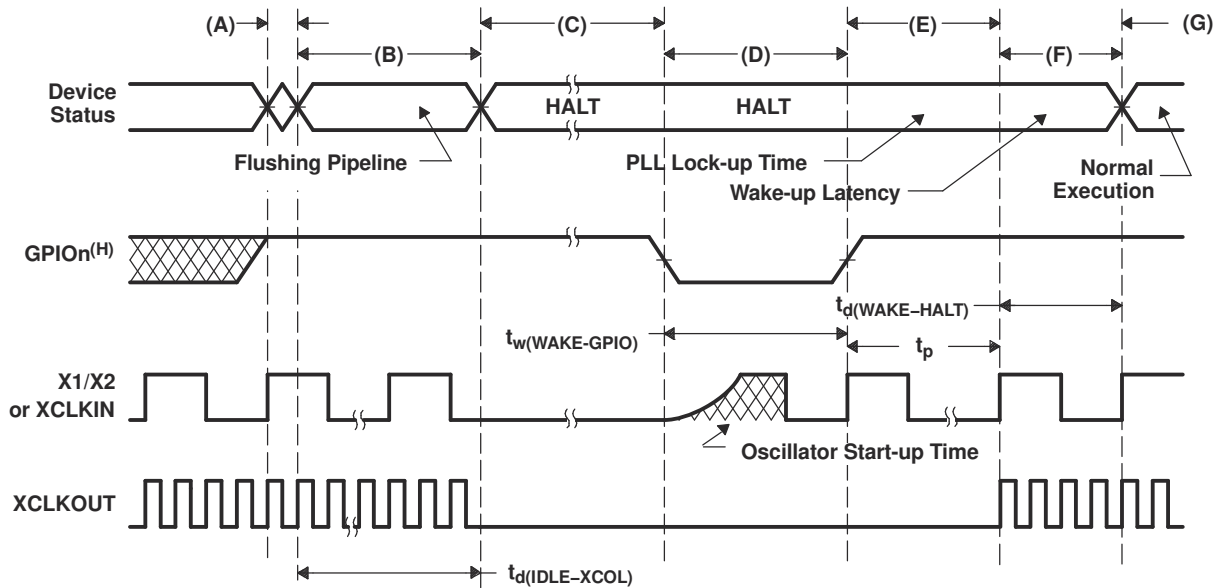 (A)
(B)
(C)
(D)
(E)
(F)
(G)
Device
Status
HALT
HALT
Flushing Pipeline
PLL Lock-up Time
Wake-up Latency
Normal
Execution
GPIOn(H)
td(WAKE−HALT)
tw(WAKE-GPIO)
tp
X1/X2
or XCLKIN
Oscillator Start-up Time
XCLKOUT
td(IDLE−XCOL)